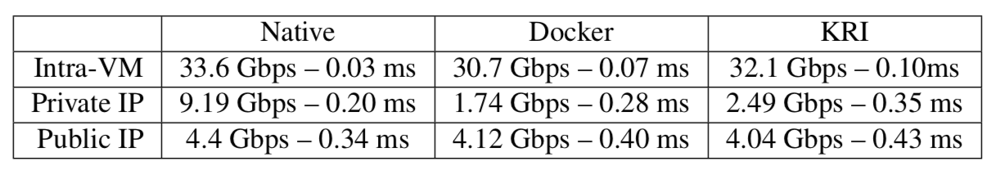 Native Docker KRI
Intra-VM 33.6 Gbps – 0.03 ms 30.7 Gbps – 0.07 ms 32.1 Gbps – 0.10ms
Private IP 9.19 Gbps – 0.20 ms 1.74 Gbps – 0.28 ms 2.49 Gbps – 0.35 ms
Public IP 4.4 Gbps – 0.34 ms 4.12 Gbps – 0.40 ms 4.04 Gbps – 0.43 ms